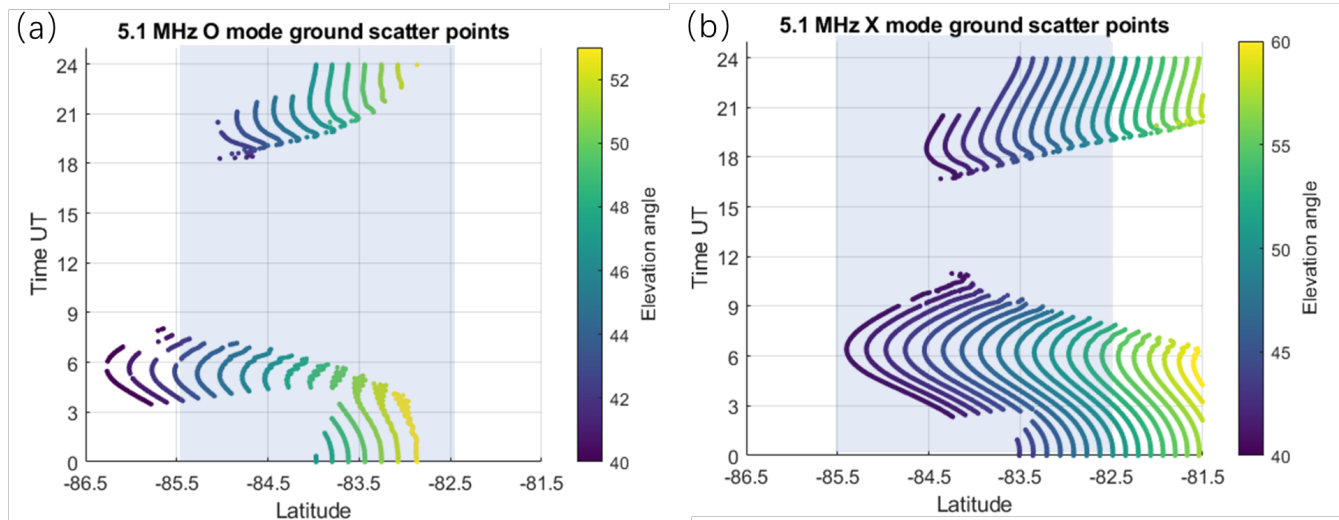 (a)
5.1 MHz O mode ground scatter points
24
21
18
15
12
9
6
3
0
Time UT
-86.5 -85.5 -84.5 -83.5 -82.5 -81.5
Latitude
52
50
48
46
44
42
40
Elevation angle
(b)
5.1 MHz X mode ground scatter points
24
21
18
15
12
9
6
3
0
Time UT
-86.5 -85.5 -84.5 -83.5 -82.5 -81.5
Latitude
60
55
50
45
40
Elevation angle